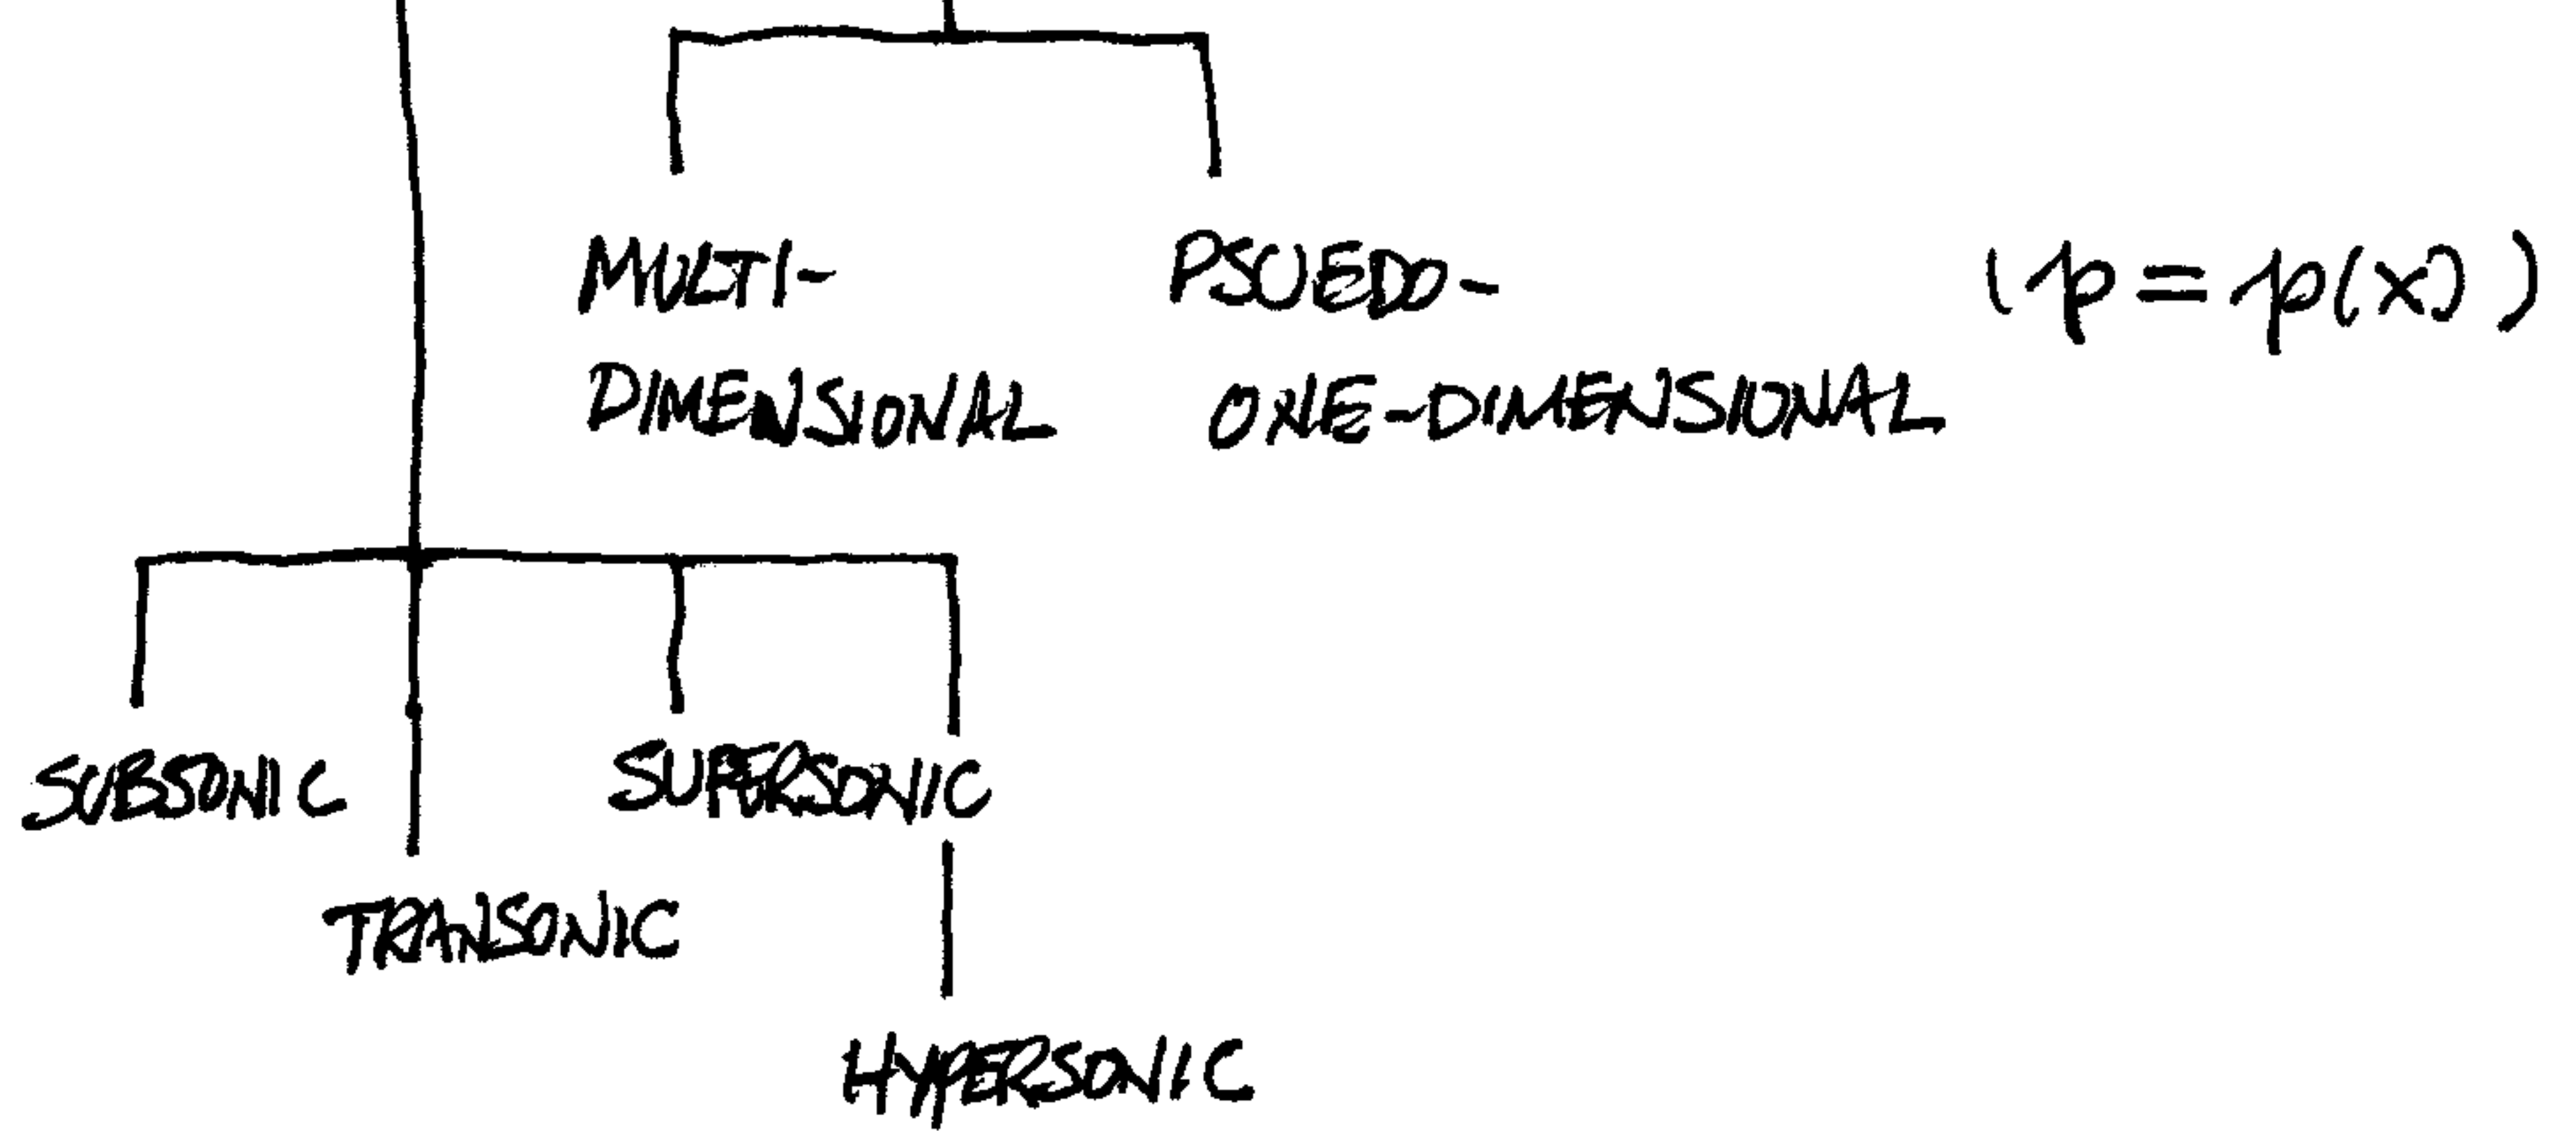 MULTI-
DIMENSIONAL
PSUEDO-
ONE-DIMENSIONAL
(p = p(x))
SUBSONIC
TRANSONIC
SUPERSONIC
HYPERSONIC